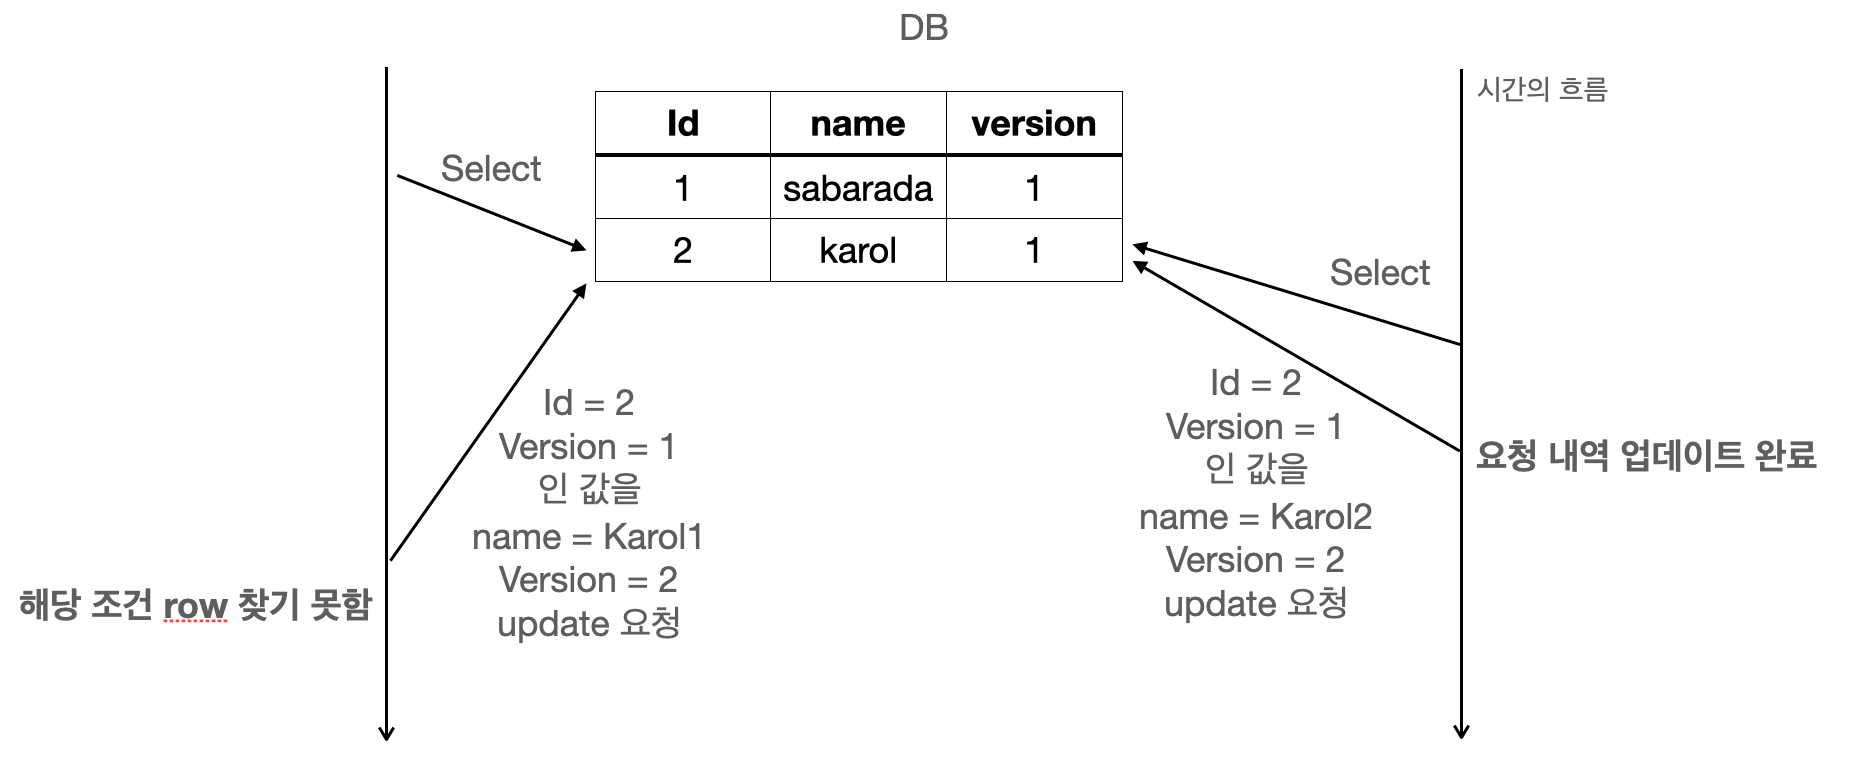 DB
시간의 흐름
Id name version
1 sabarada 1
2 karol 1
Select
Select
Id = 2
Version = 1
인 값을
name = Karol1
Version = 2
update 요청
해당 조건 row 찾기 못함
Id = 2
Version = 1
인 값을
name = Karol2
Version = 2
update 요청
요청 내역 업데이트 완료